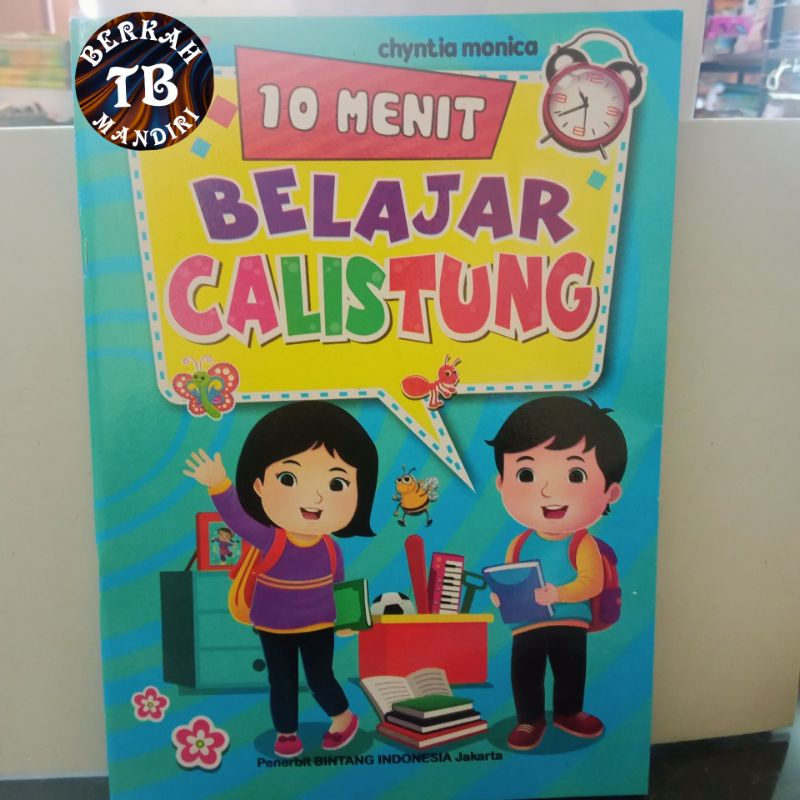 BERKAH
TB
MANDIRI
chyntia monica
10 MENIT
BELAJAR
CALISTUNG
Penerbit BINTANG INDONESIA Jakarta